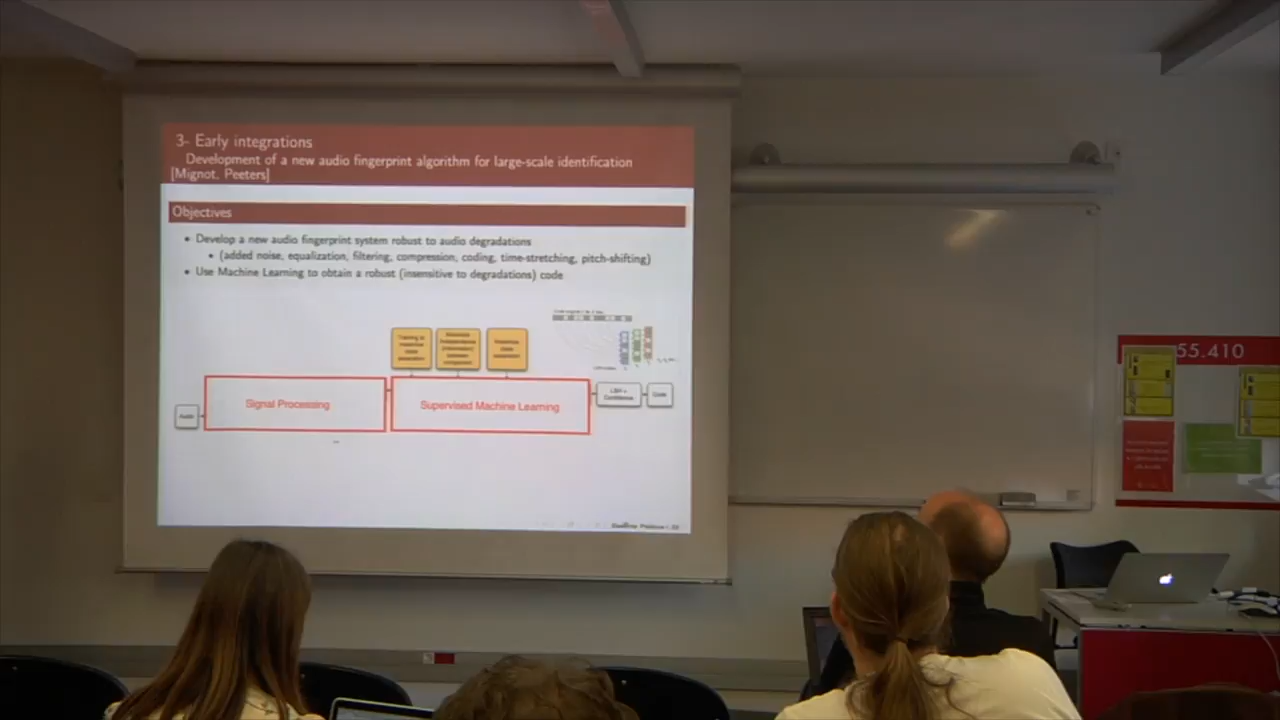 3- Early integrations
Development of a new audio fingerprint algorithm for large-scale identification
[Mignot, Peeters]
Objectives
• Develop a new audio fingerprint system robust to audio degradations
• (added noise, equalization, filtering, compression, coding, time-stretching, pitch-shifting)
• Use Machine Learning to obtain a robust (insensitive to degradations) code
Audio
Signal Processing
Supervised Machine Learning
Code
55.410